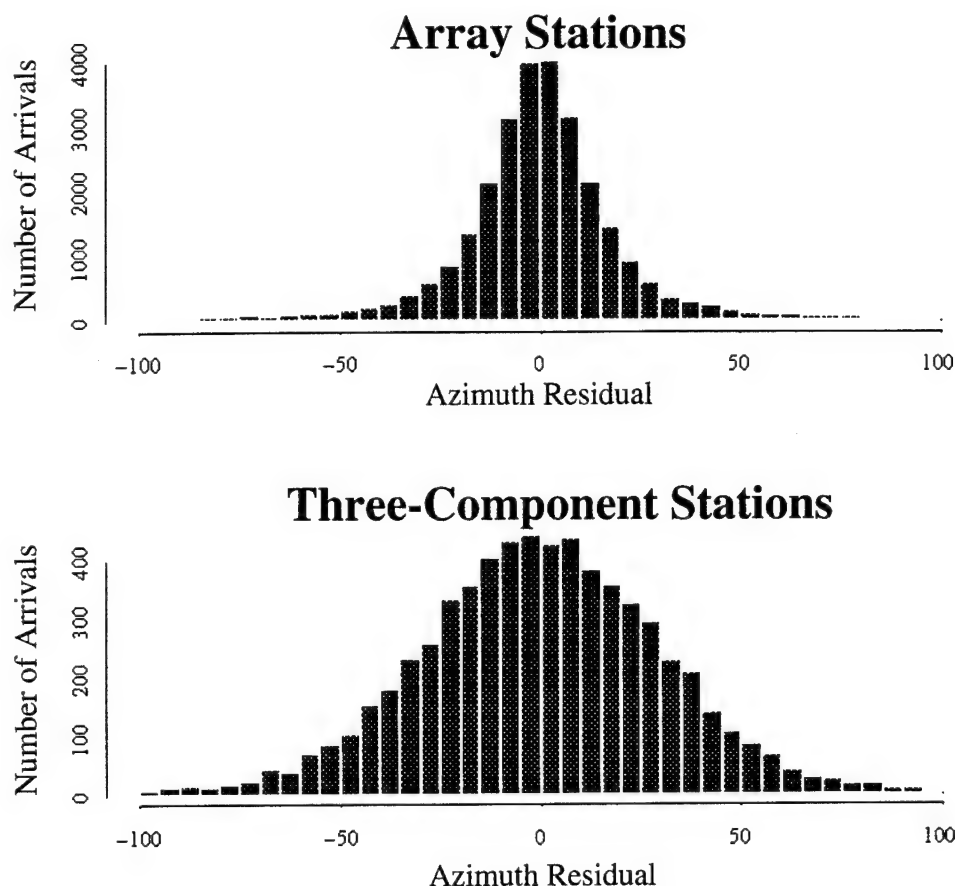 Array Stations
Number of Arrivals
4000
3000
2000
1000
0
−100 −50 0 50 100
Azimuth Residual
Three-Component Stations
Number of Arrivals
400
300
200
100
0
−100 −50 0 50 100
Azimuth Residual